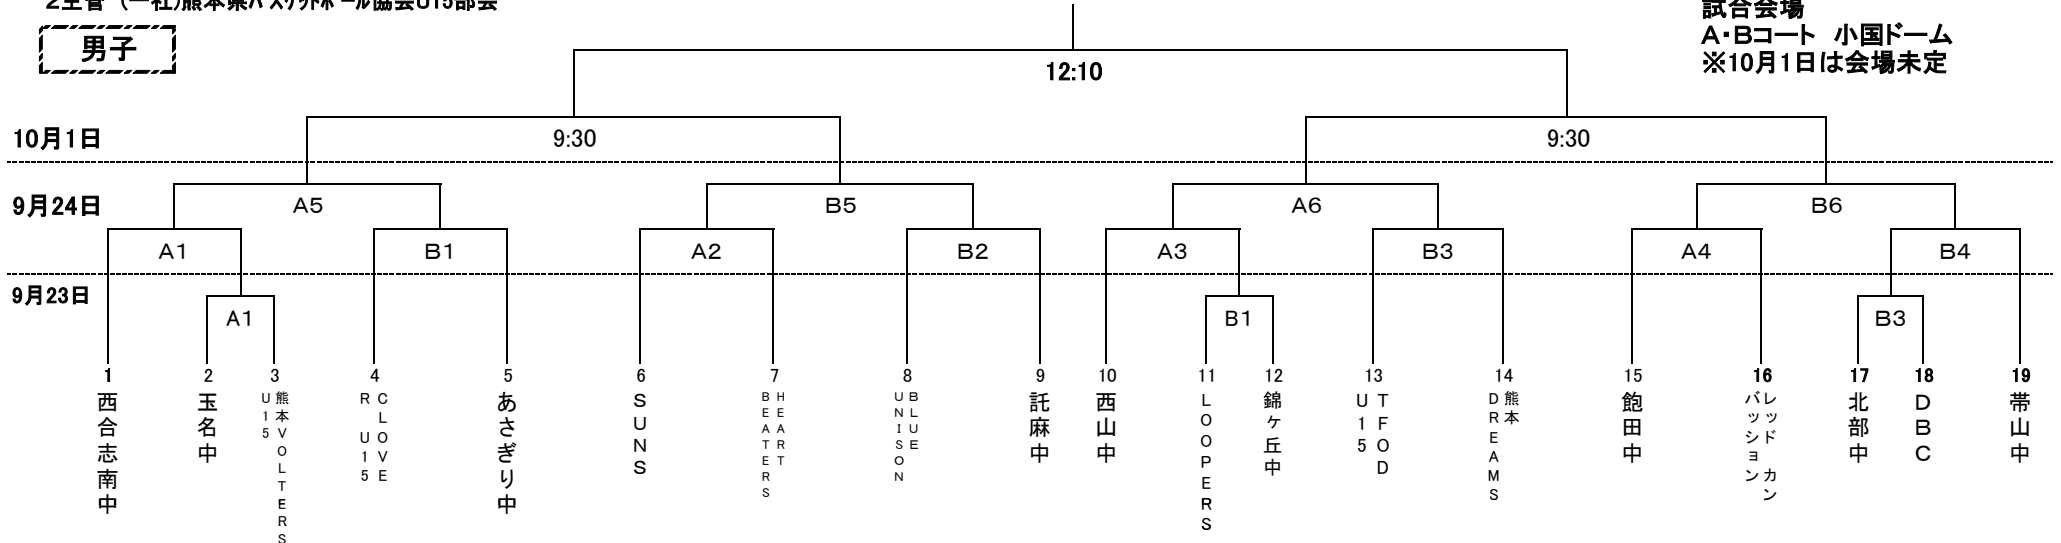 2主管 (一社)熊本県ﾊﾞｽｹｯﾄﾎﾞｰﾙ協会U15部会
男子
試合会場
A・Bコート 小国ドーム
※10月1日は会場未定
12:10
10月1日
9:30
9:30
9月24日
A5
B5
A6
B6
A1
B1
A2
B2
A3
B3
A4
B4
9月23日
A1
B1
B3
1
2
3
4
5
6
7
8
9
10
11
12
13
14
15
16
17
18
19
西合志南中
玉名中
熊本VOLTERS
U15
CLOVE
R U15
あさぎり中
SUNS
HEART
BEATERS
BLUE
UNISON
託麻中
西山中
LOOPERS
錦ヶ丘中
TFOD
U15
熊本
DREAMS
飽田中
レッド カン
パッション
北部中
DBC
帯山中